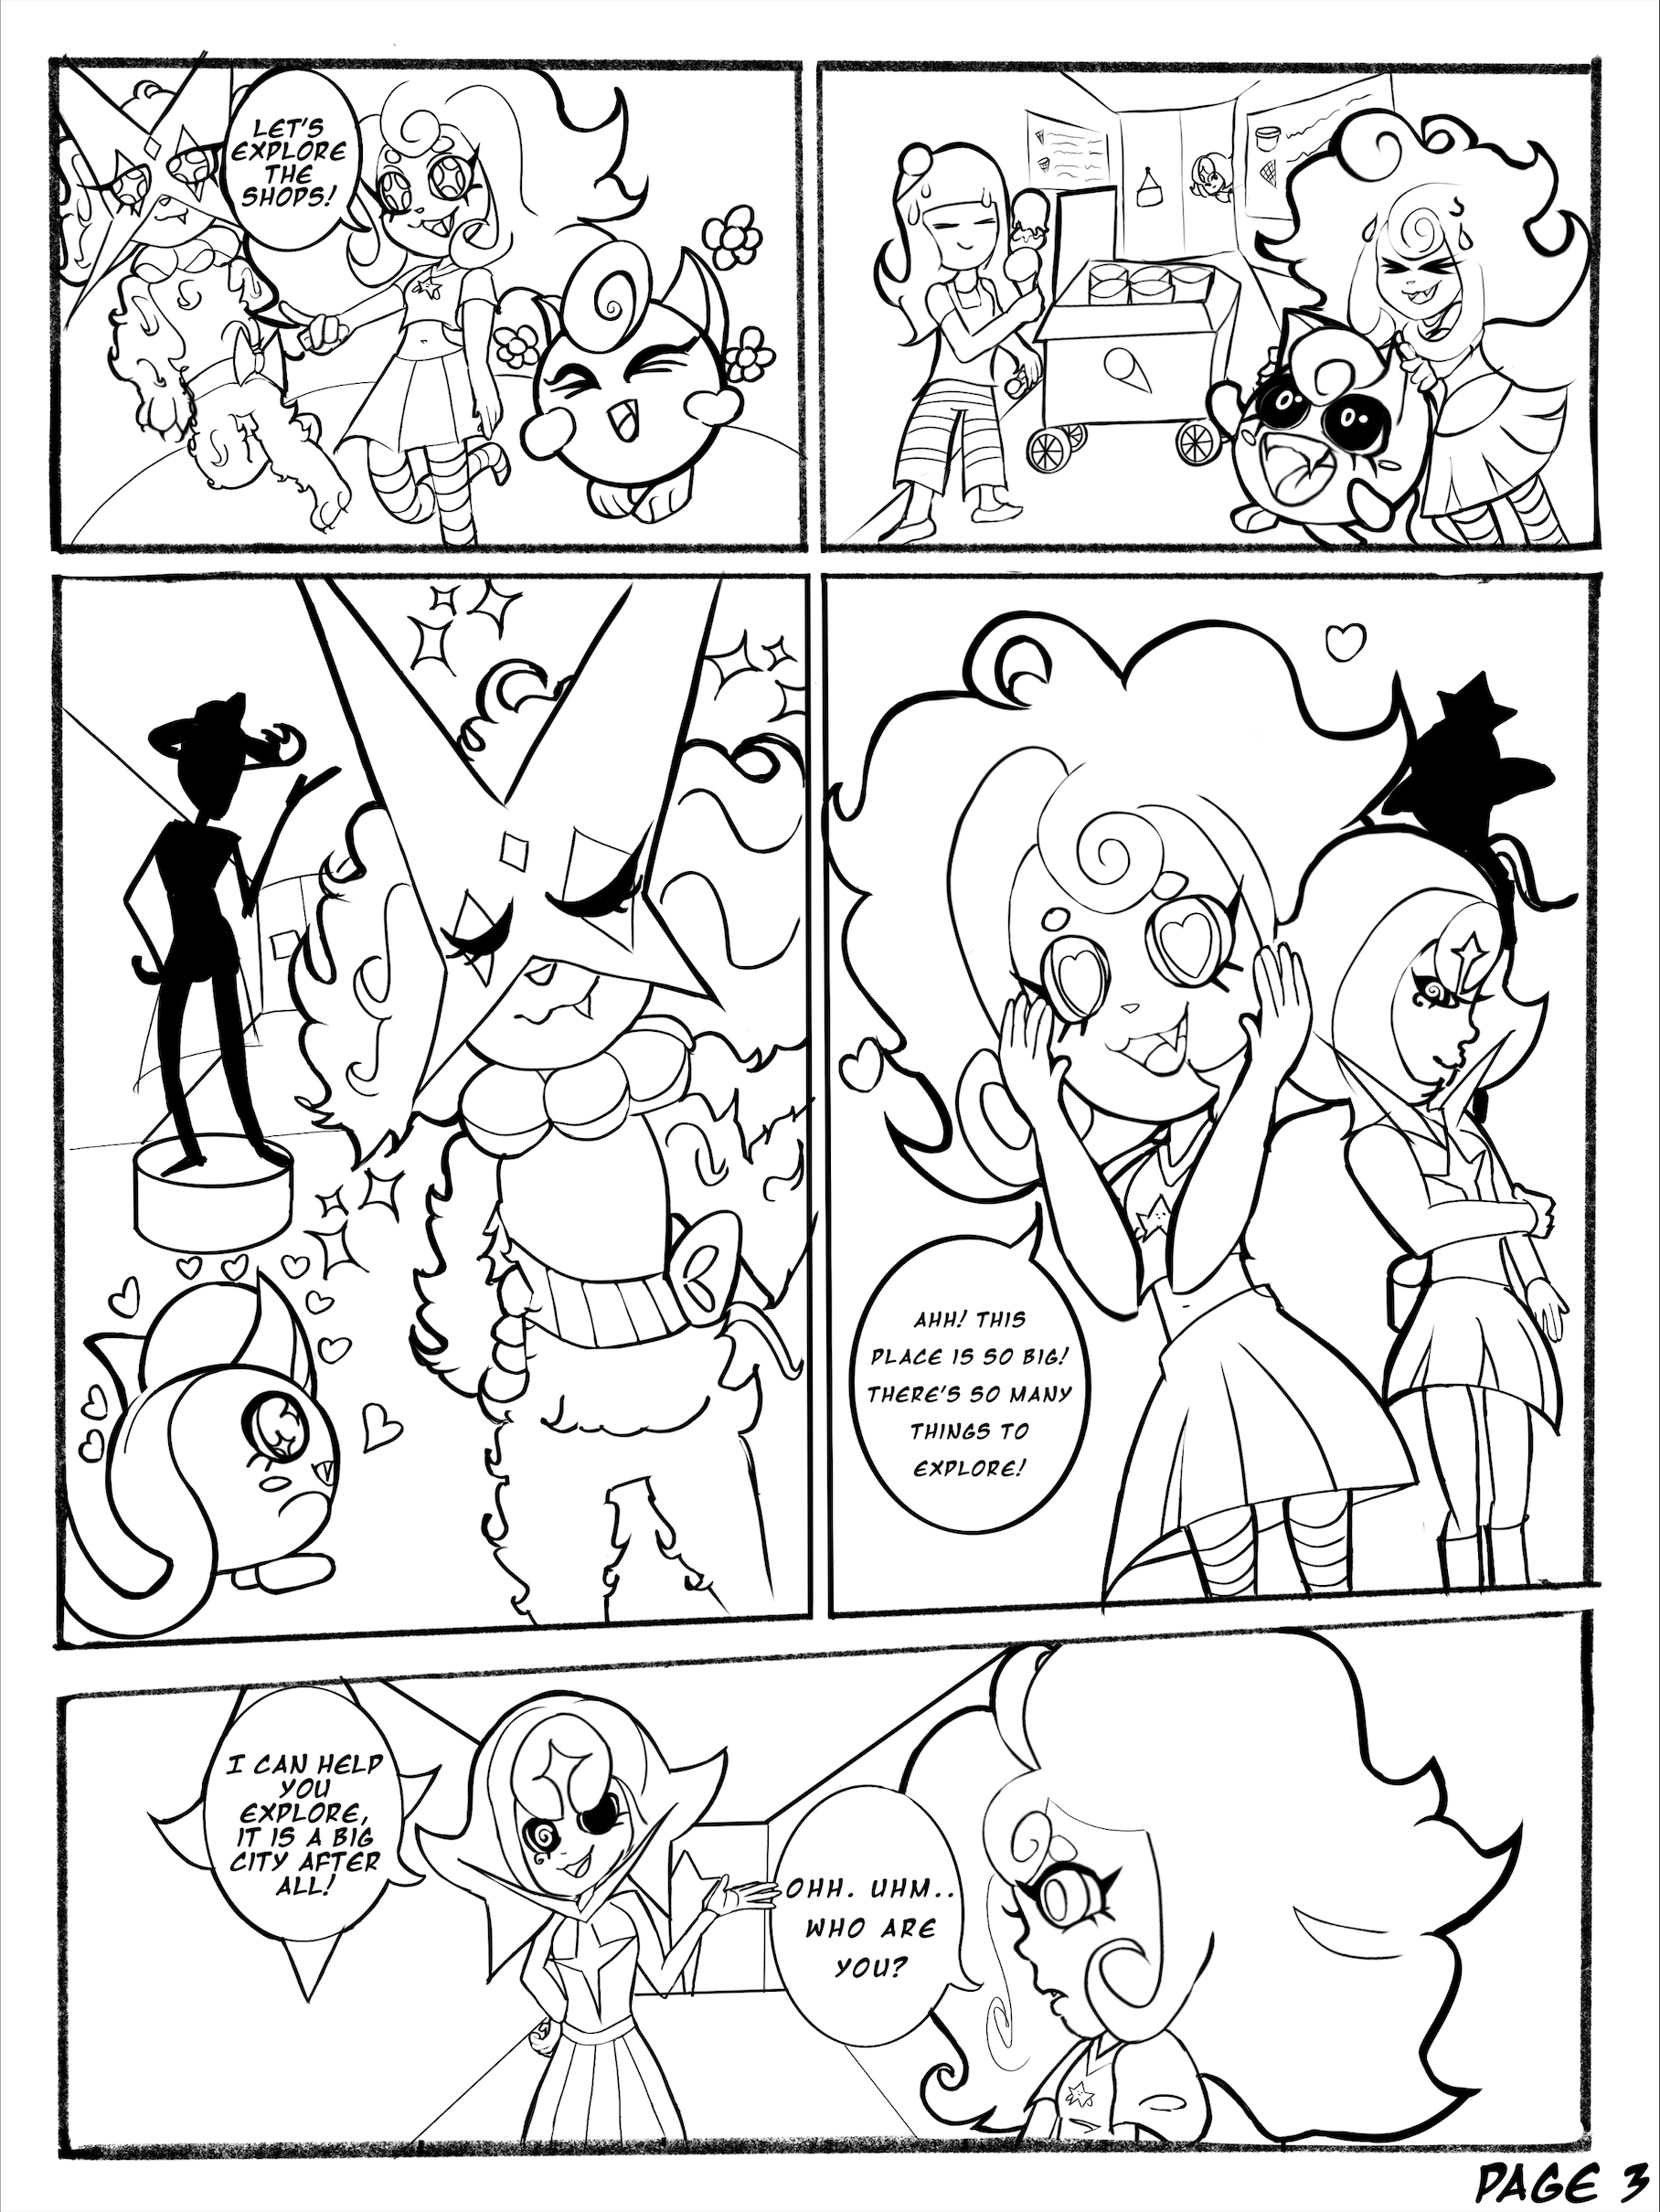 LET'S
EXPLORE
THE
SHOPS!
AHH! THIS
PLACE IS SO BIG!
THERE'S SO MANY
THINGS TO
EXPLORE!
I CAN HELP
YOU
EXPLORE,
IT IS A BIG
CITY AFTER
ALL!
OHH. UHM..
WHO ARE
YOU?
PAGE 3